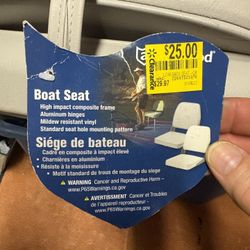 $25.00
Clearance
$29.97
Boat Seat
High impact composite frame
Aluminum hinges
Mildew resistant vinyl
Standard seat hole mounting pattern
Siège de bateau
Cadre en composite à impact élevé
• Charnières en aluminium
• Résiste à la moisissure
• Motif standard de trous de montage du siège
WARNING Cancer and Reproductive Harm –
www.P65Warnings.ca.gov
AVERTISSEMENT Cancer et Troubles
de l'appareil reproducteur -
www.P65Warnings.ca.gov